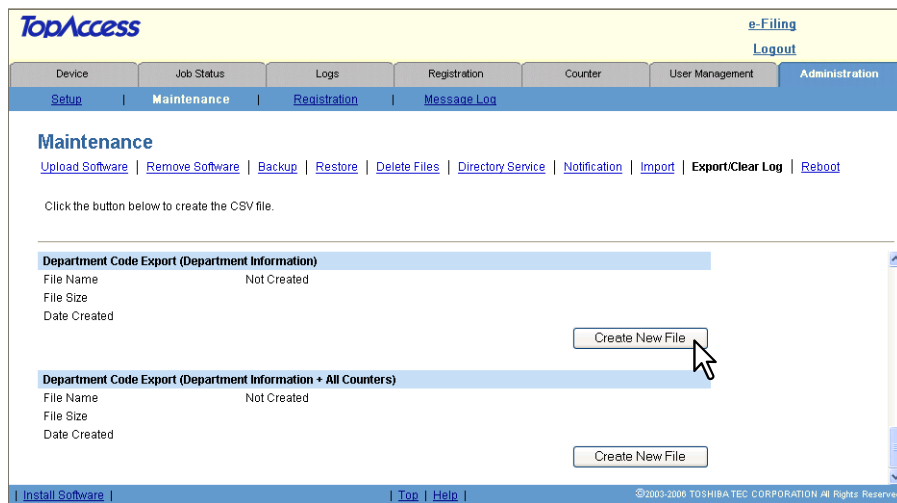 TopAccess
e-Filing
Logout
Device Job Status Logs Registration Counter User Management Administration
Setup | Maintenance | Registration | Message Log
Maintenance
Upload Software | Remove Software | Backup | Restore | Delete Files | Directory Service | Notification | Import | Export/Clear Log | Reboot
Click the button below to create the CSV file.
Department Code Export (Department Information)
File Name Not Created
File Size
Date Created
Create New File
Department Code Export (Department Information + All Counters)
File Name Not Created
File Size
Date Created
Create New File
| Install Software | | Top | Help | ©2003-2006 TOSHIBA TEC CORPORATION All Rights Reserve